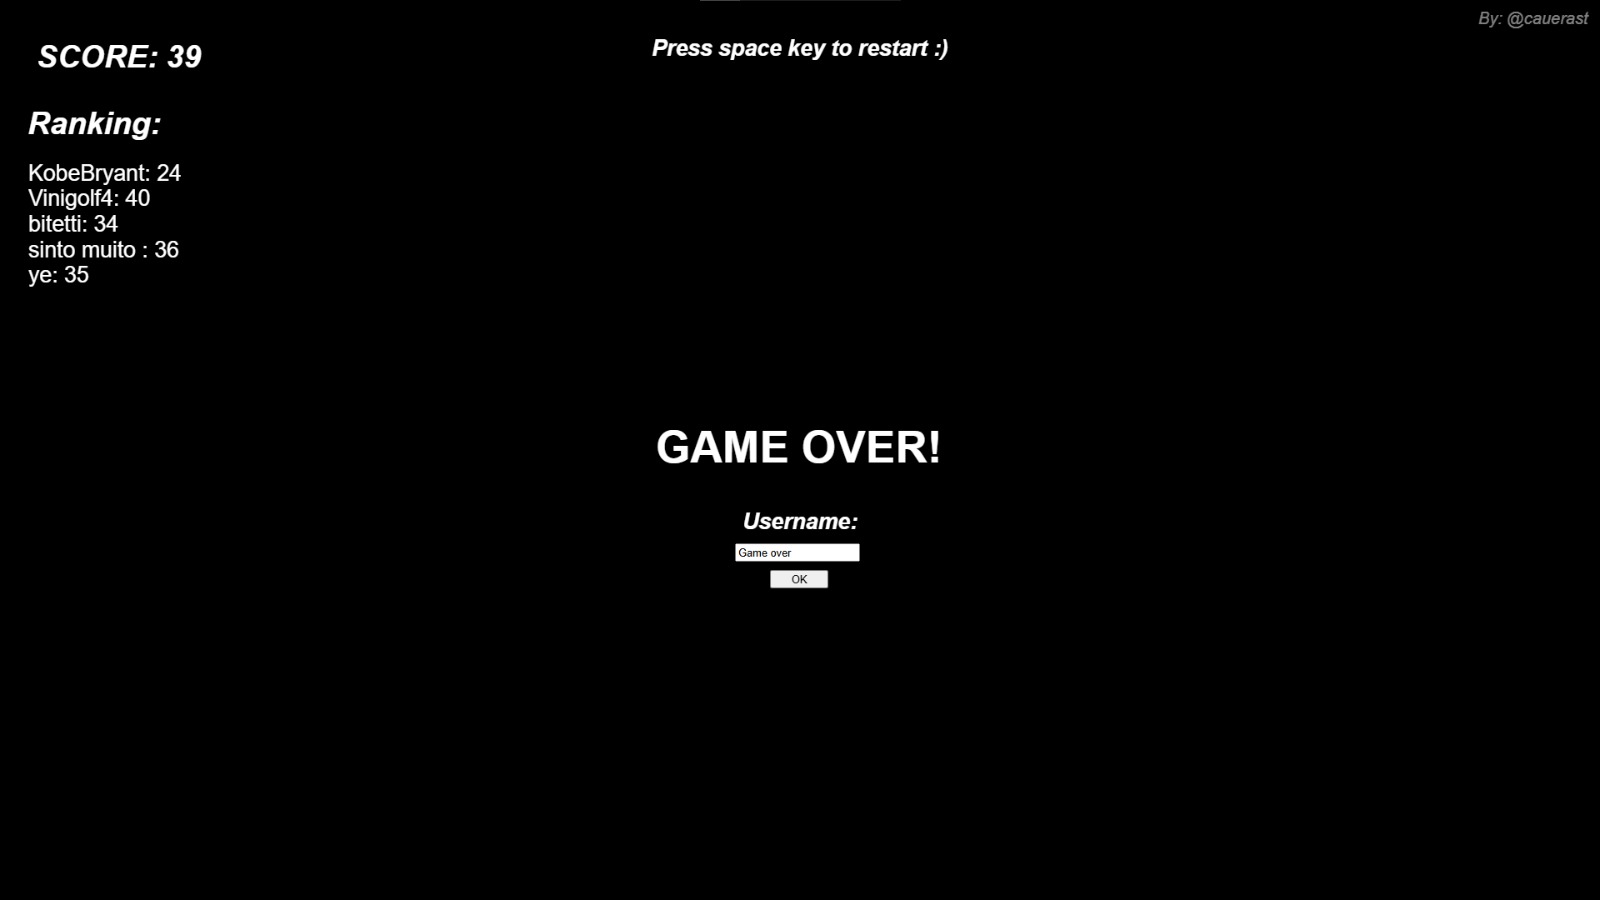 By: @cauerast
SCORE: 39
Press space key to restart :)
Ranking:
KobeBryant: 24
Vinigolf4: 40
bitetti: 34
sinto muito : 36
ye: 35
GAME OVER!
Username:
Game over
OK